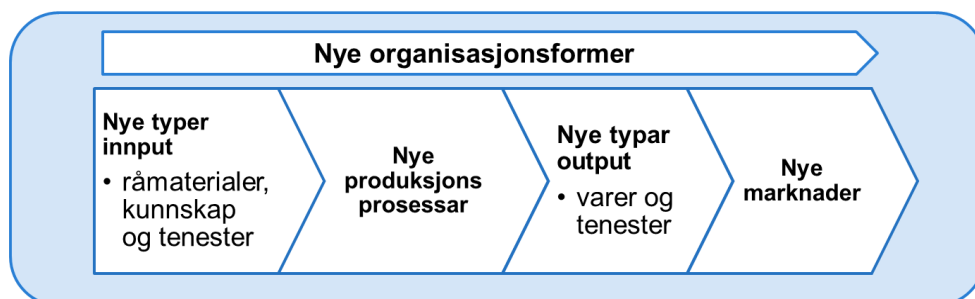 Nye organisasjonsformer
Nye typer
innput
• råmaterialer,
kunnskap
og tenester
Nye
produksjons
prosessar
Nye typar
output
• varer og
tenester
Nye
marknader